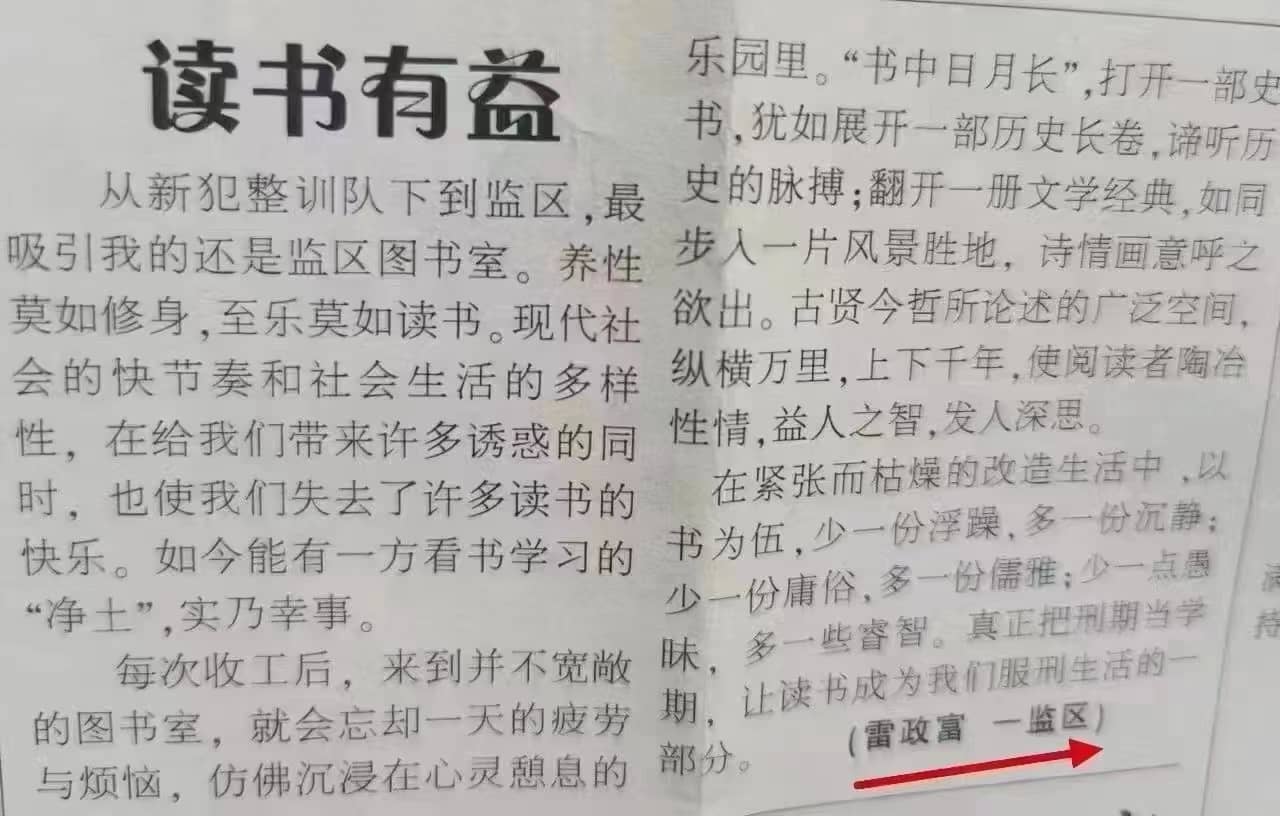 读书有益
从新犯整训队下到监区,最
吸引我的还是监区图书室。养性
莫如修身,至乐莫如读书。现代社
会的快节奏和社会生活的多样
性，在给我们带来许多诱惑的同
时，也使我们失去了许多读书的
快乐。如今能有一方看书学习的
“净土”,实乃幸事。
每次收工后，来到并不宽敞
的图书室，就会忘却一天的疲劳
与烦恼，仿佛沉浸在心灵憩息的
乐园里。“书中日月长”,打开一部史
书,犹如展开一部历史长卷,谛听历
史的脉搏;翻开一册文学经典,如同
步入一片风景胜地，诗情画意呼之
欲出。古贤今哲所论述的广泛空间,
纵横万里,上下千年,使阅读者陶冶
性情,益人之智,发人深思。
在紧张而枯燥的改造生活中,以
书为伍,少一份浮躁,多一份沉静;
少一份庸俗,多一份儒雅;少一点愚
昧，多一些睿智。真正把刑期当学
期，让读书成为我们服刑生活的一
部分。
(雷政富 一监区)
持